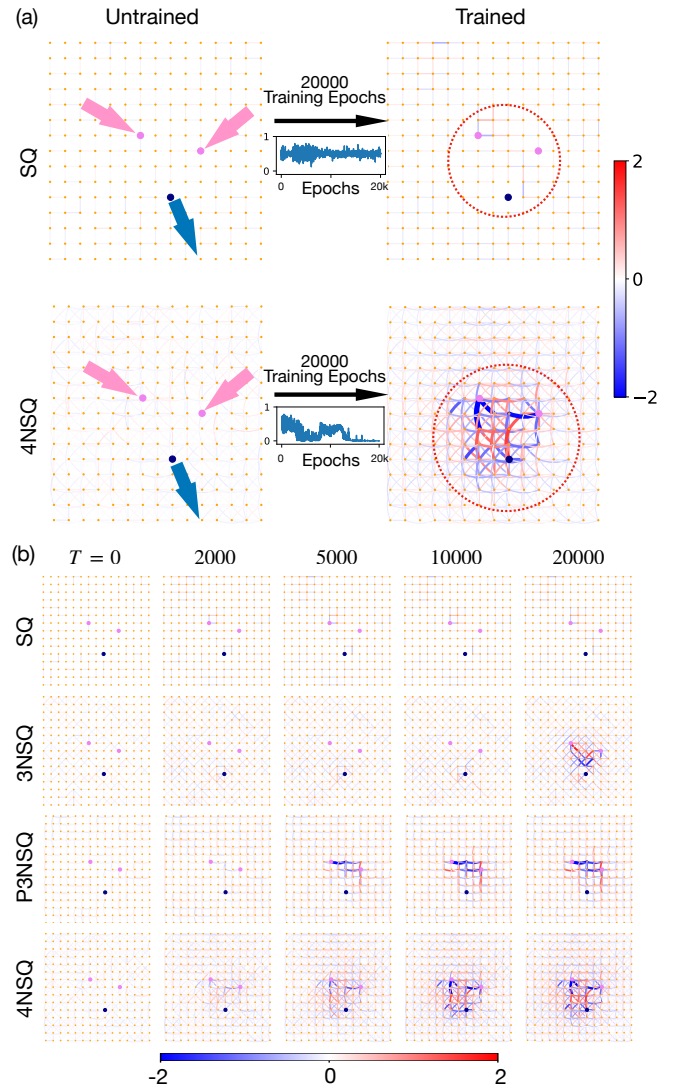 (a)
Untrained
Trained
SQ
20000
Training Epochs
1
0
0
20k
Epochs
2
0
−2
4NSQ
20000
Training Epochs
1
0
0
20k
Epochs
(b)
T = 0
2000
5000
10000
20000
SQ
3NSQ
P3NSQ
4NSQ
-2
0
2